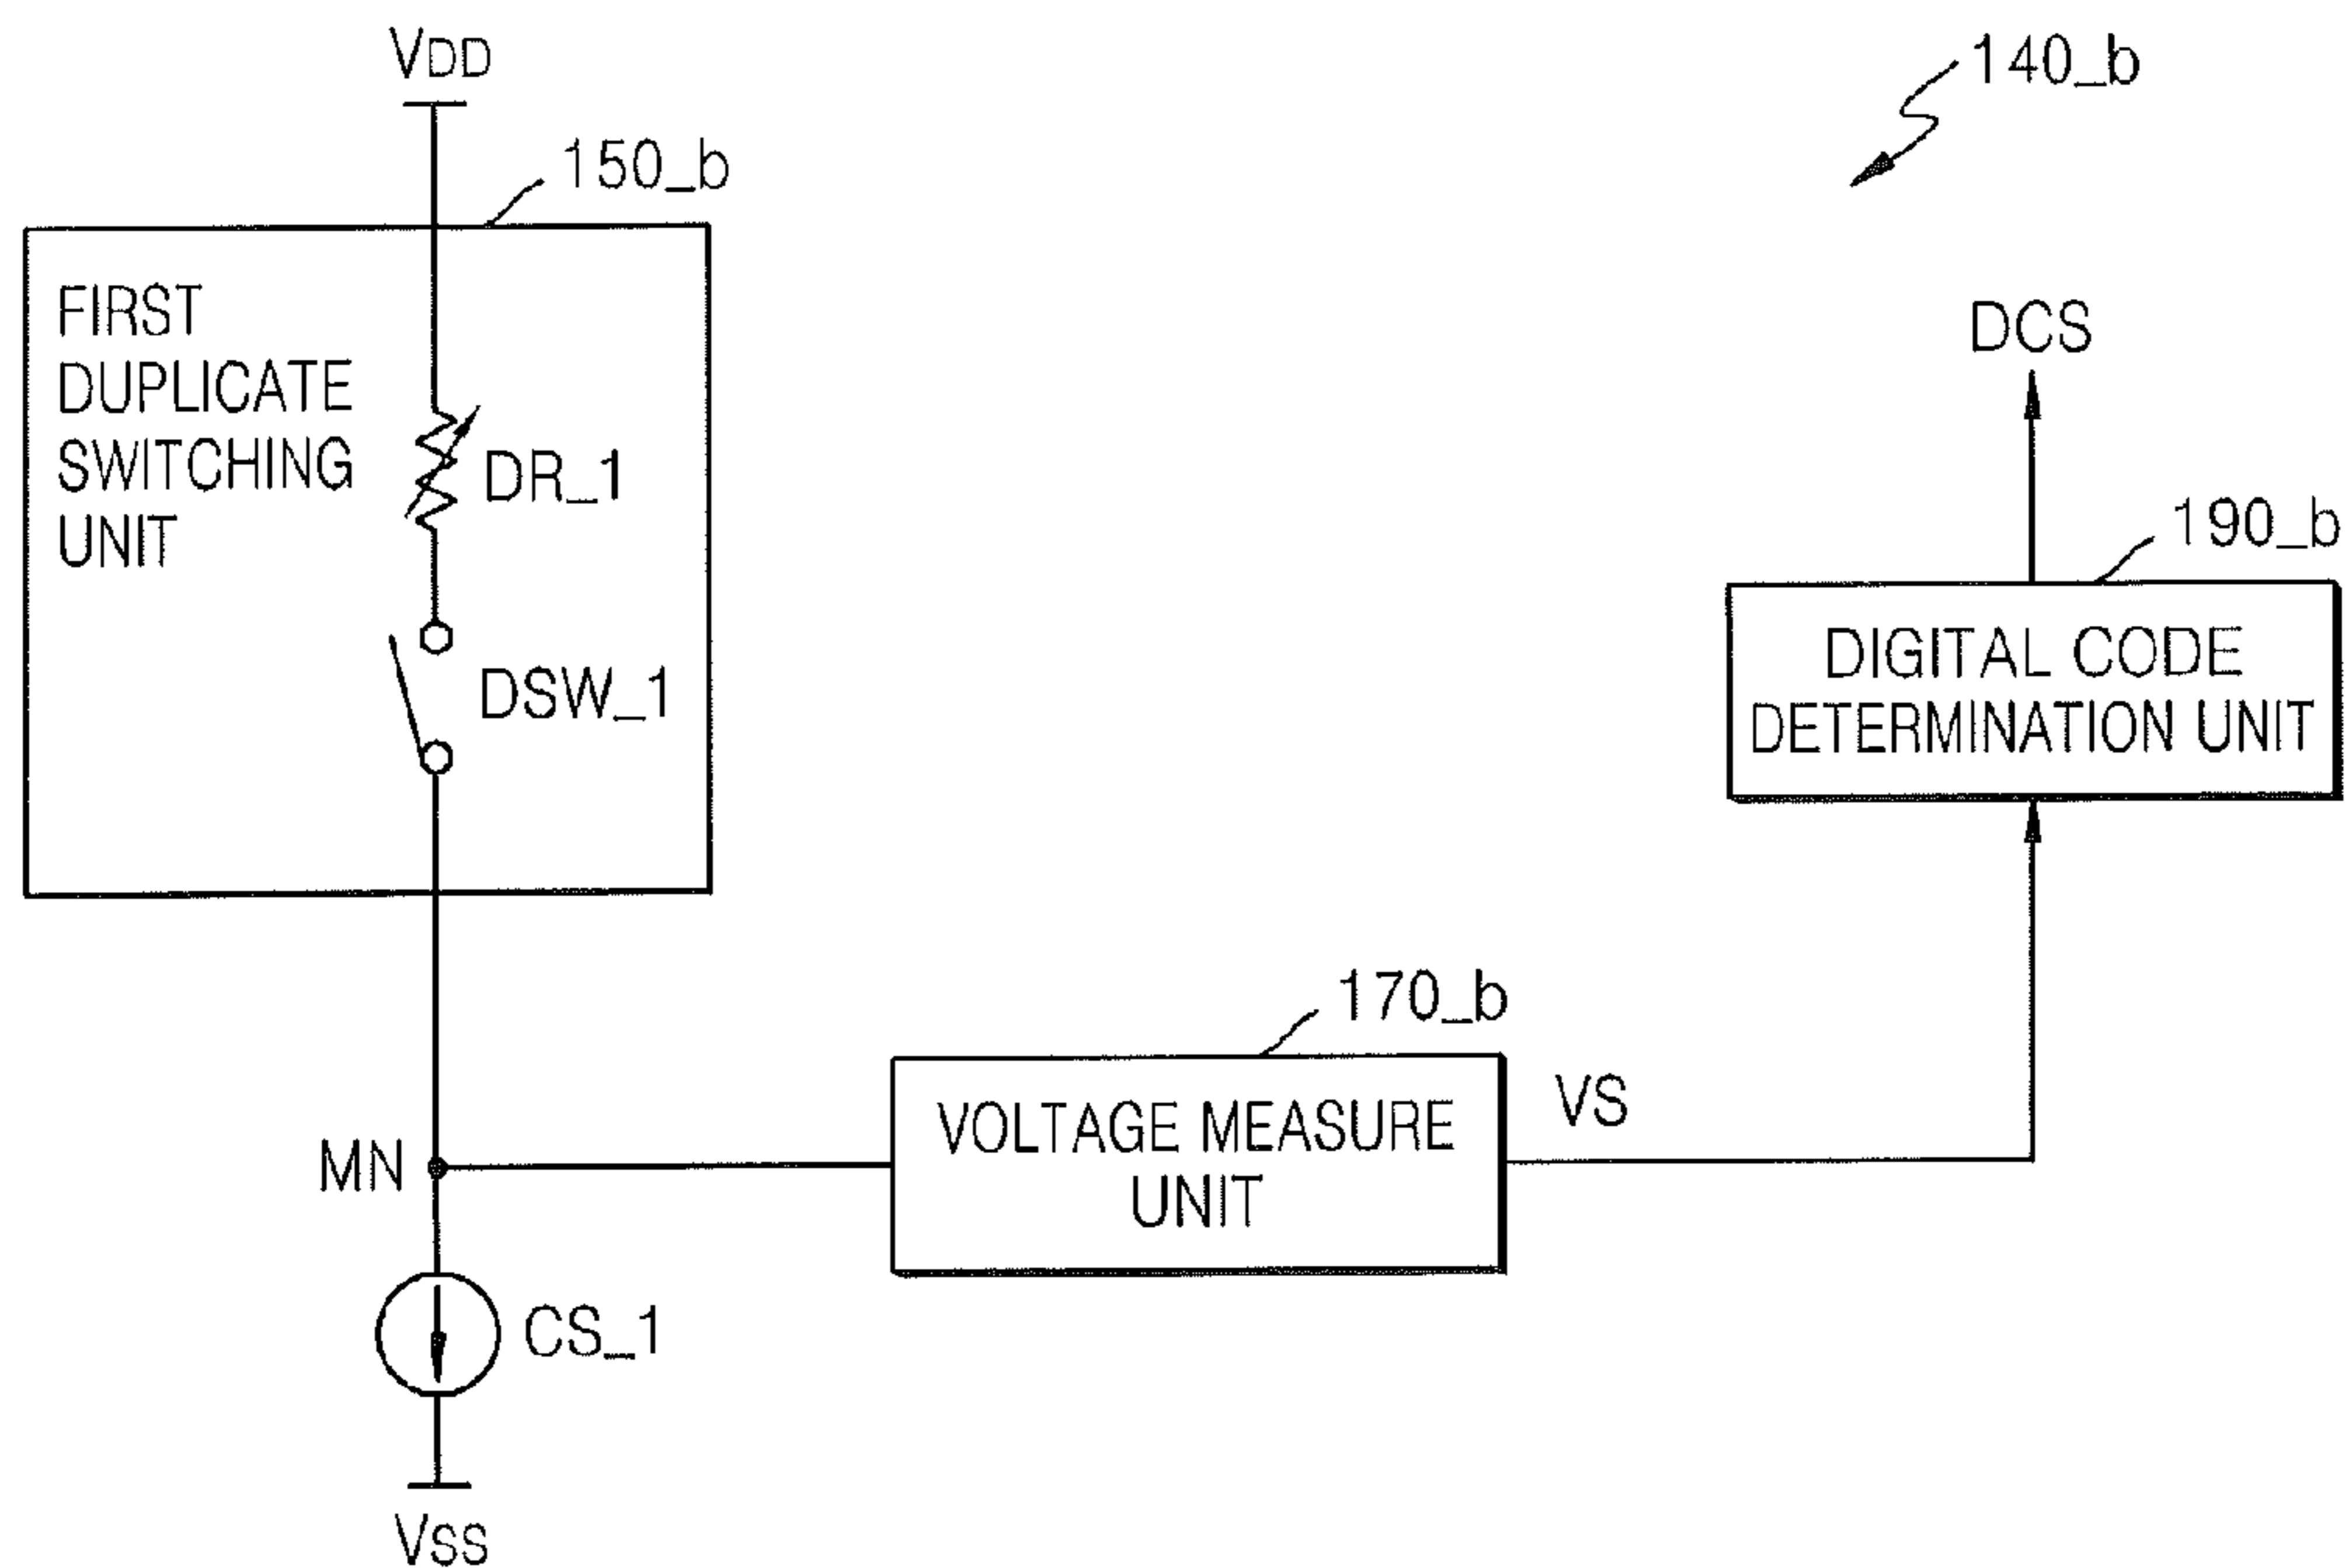 VDD
140_b
150_b
FIRST
DUPLICATE
SWITCHING
UNIT
DR_1
DSW_1
DCS
190_b
DIGITAL CODE
DETERMINATION UNIT
170_b
VOLTAGE MEASURE
UNIT
VS
MN
CS_1
VSS